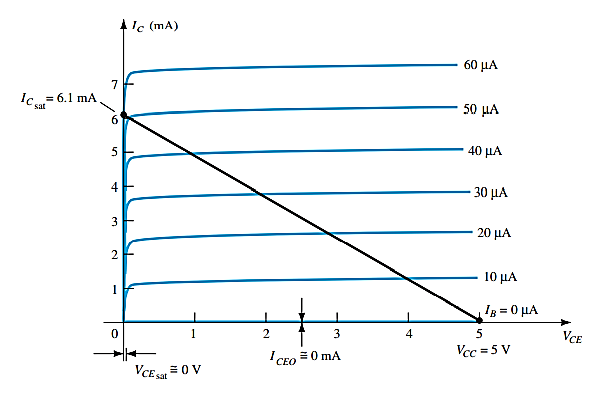 I_C (mA)
60 µA
7
I_C sat = 6.1 mA
50 µA
6
5
40 µA
4
30 µA
3
20 µA
2
10 µA
1
I_B = 0 µA
0
1
2
3
4
5
V_CE
I_CEO ≅ 0 mA
V_CC = 5 V
V_CE sat ≅ 0 V